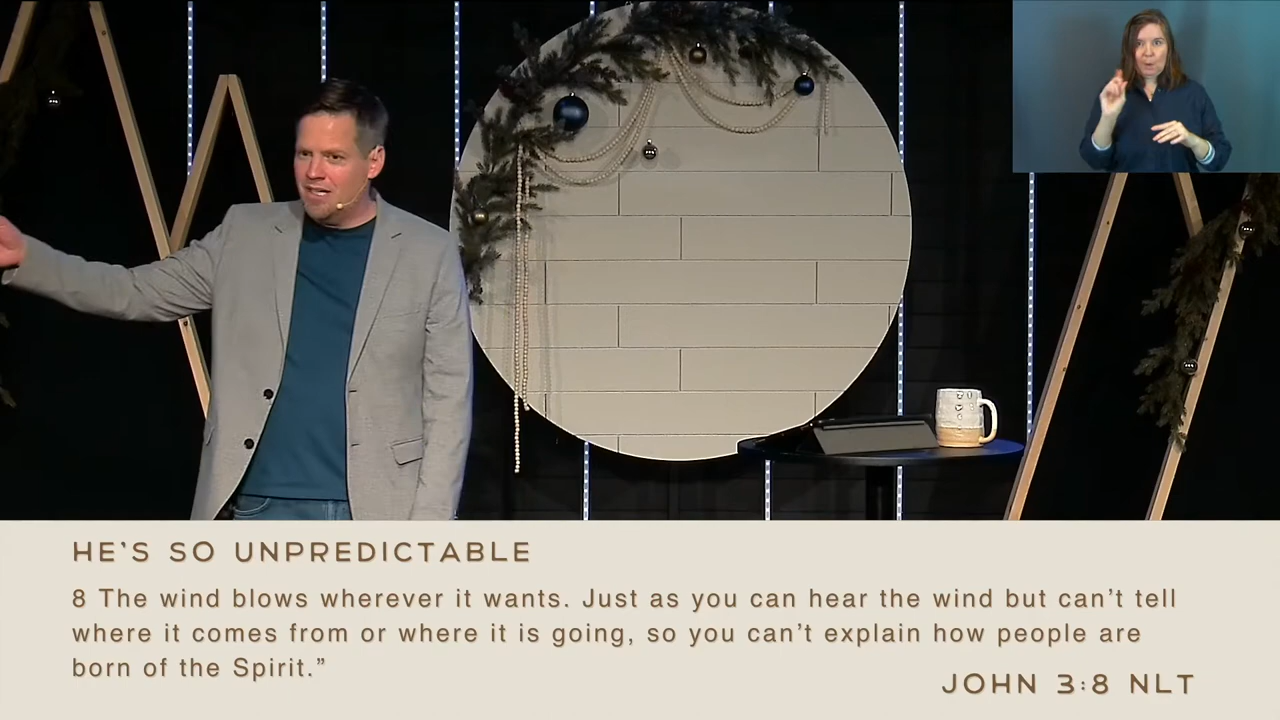 HE'S SO UNPREDICTABLE
8 The wind blows wherever it wants. Just as you can hear the wind but can’t tell
where it comes from or where it is going, so you can’t explain how people are
born of the Spirit.”
JOHN 3:8 NLT